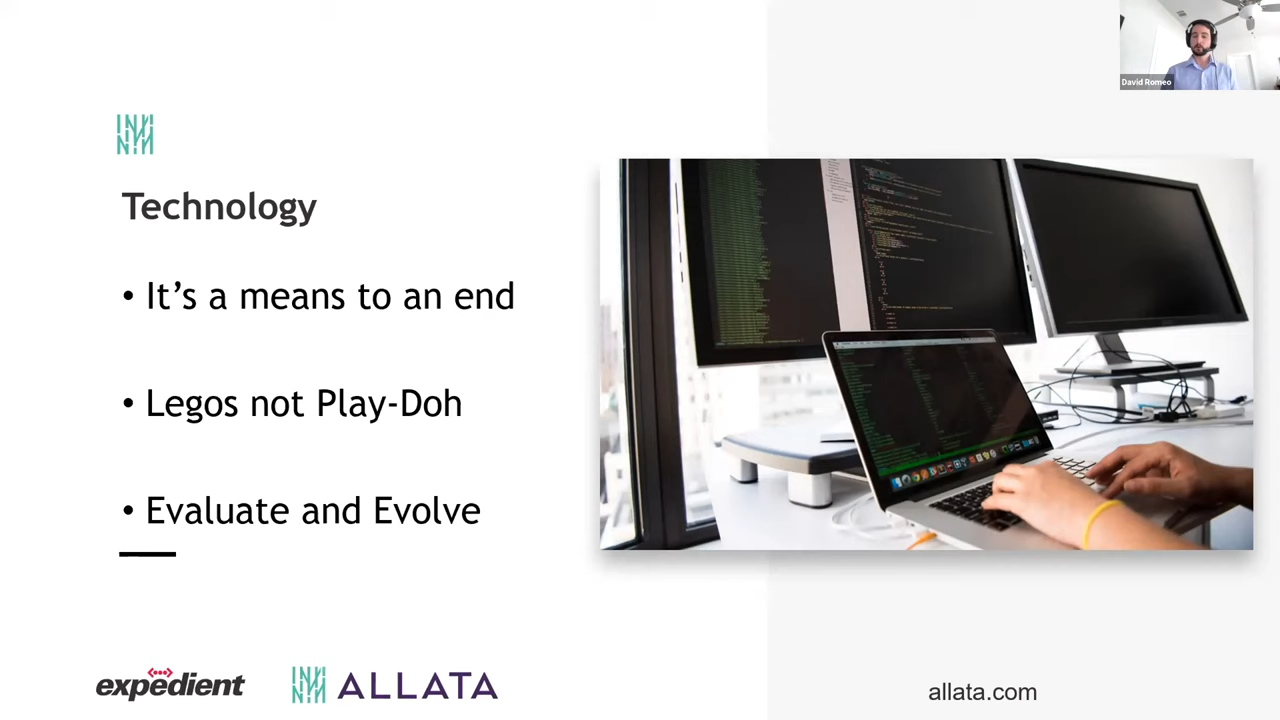 David Romeo
Technology
• It's a means to an end
• Legos not Play-Doh
• Evaluate and Evolve
expedient
ALLATA
allata.com